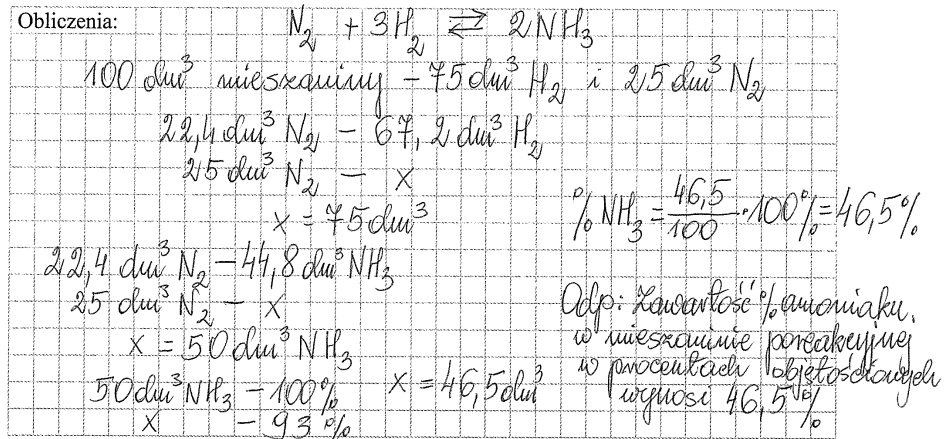 Obliczenia:
N₂ + 3H₂ ⇄ 2NH₃
100 dm³ mieszaniny – 75 dm³ H₂ i 25 dm³ N₂
22,4 dm³ N₂ – 67,2 dm³ H₂
25 dm³ N₂ – x
x = 75 dm³
22,4 dm³ N₂ – 44,8 dm³ NH₃
25 dm³ N₂ – x
x = 50 dm³ NH₃
50 dm³ NH₃ – 100%
x – 93%
x = 46,5 dm³
% NH₃ = 46,5/100 · 100% = 46,5%
Odp: Zawartość % amoniaku
w mieszaninie poreakcyjnej
w procentach objętościowych
wynosi 46,5%